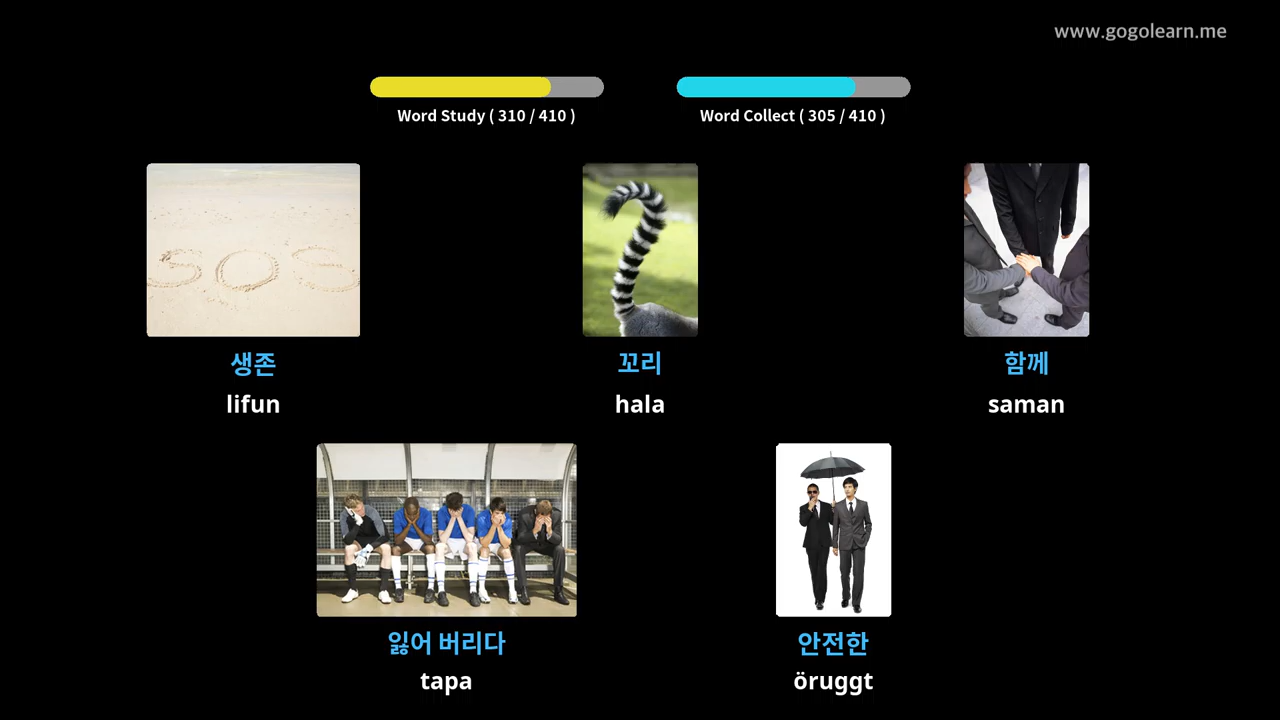 www.gogolearn.me
Word Study ( 310 / 410 )
Word Collect ( 305 / 410 )
SOS
생존
lifun
꼬리
hala
함께
saman
잃어 버리다
tapa
안전한
öruggt